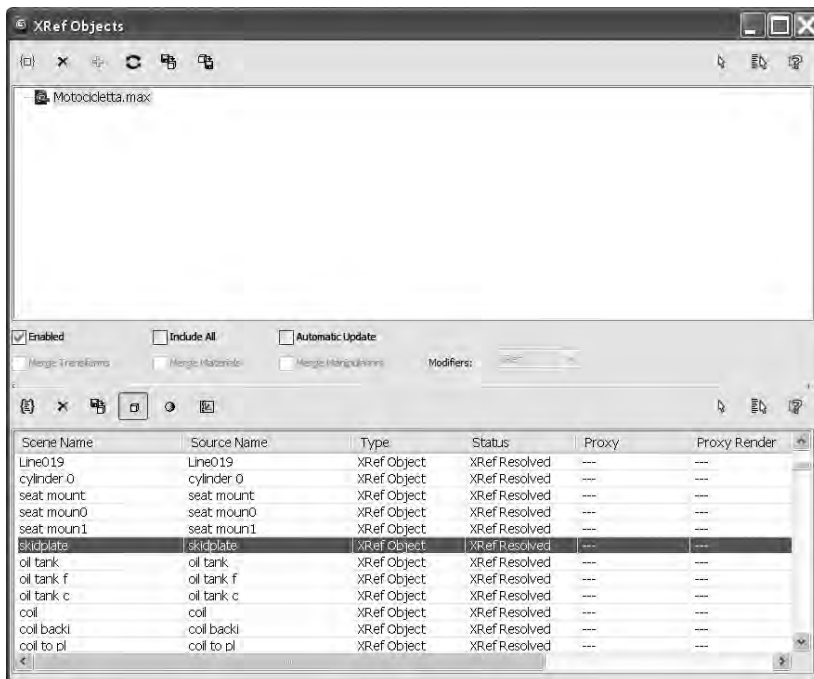 XRef Objects
Motocicletta.max
Enabled Include All Automatic Update
Merge Transforms Merge Materials Merge Manipulators Modifiers: XRef
Scene Name Source Name Type Status Proxy Proxy Render
Line019 Line019 XRef Object XRef Resolved --- ---
cylinder 0 cylinder 0 XRef Object XRef Resolved --- ---
seat mount seat mount XRef Object XRef Resolved --- ---
seat moun0 seat moun0 XRef Object XRef Resolved --- ---
seat moun1 seat moun1 XRef Object XRef Resolved --- ---
skidplate skidplate XRef Object XRef Resolved --- ---
oil tank oil tank XRef Object XRef Resolved --- ---
oil tank f oil tank f XRef Object XRef Resolved --- ---
oil tank c oil tank c XRef Object XRef Resolved --- ---
coil coil XRef Object XRef Resolved --- ---
coil backi coil backi XRef Object XRef Resolved --- ---
coil to pl coil to pl XRef Object XRef Resolved --- ---